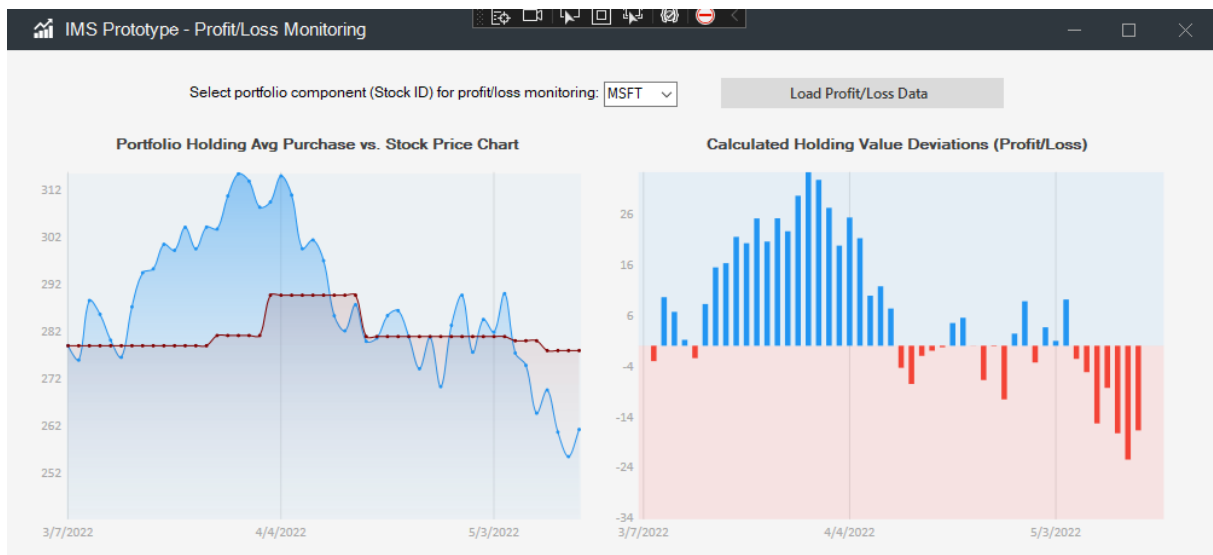 IMS Prototype - Profit/Loss Monitoring
Select portfolio component (Stock ID) for profit/loss monitoring: MSFT Load Profit/Loss Data
Portfolio Holding Avg Purchase vs. Stock Price Chart
312
302
292
282
272
262
252
3/7/2022 4/4/2022 5/3/2022
Calculated Holding Value Deviations (Profit/Loss)
26
16
6
-4
-14
-24
-34
3/7/2022 4/4/2022 5/3/2022